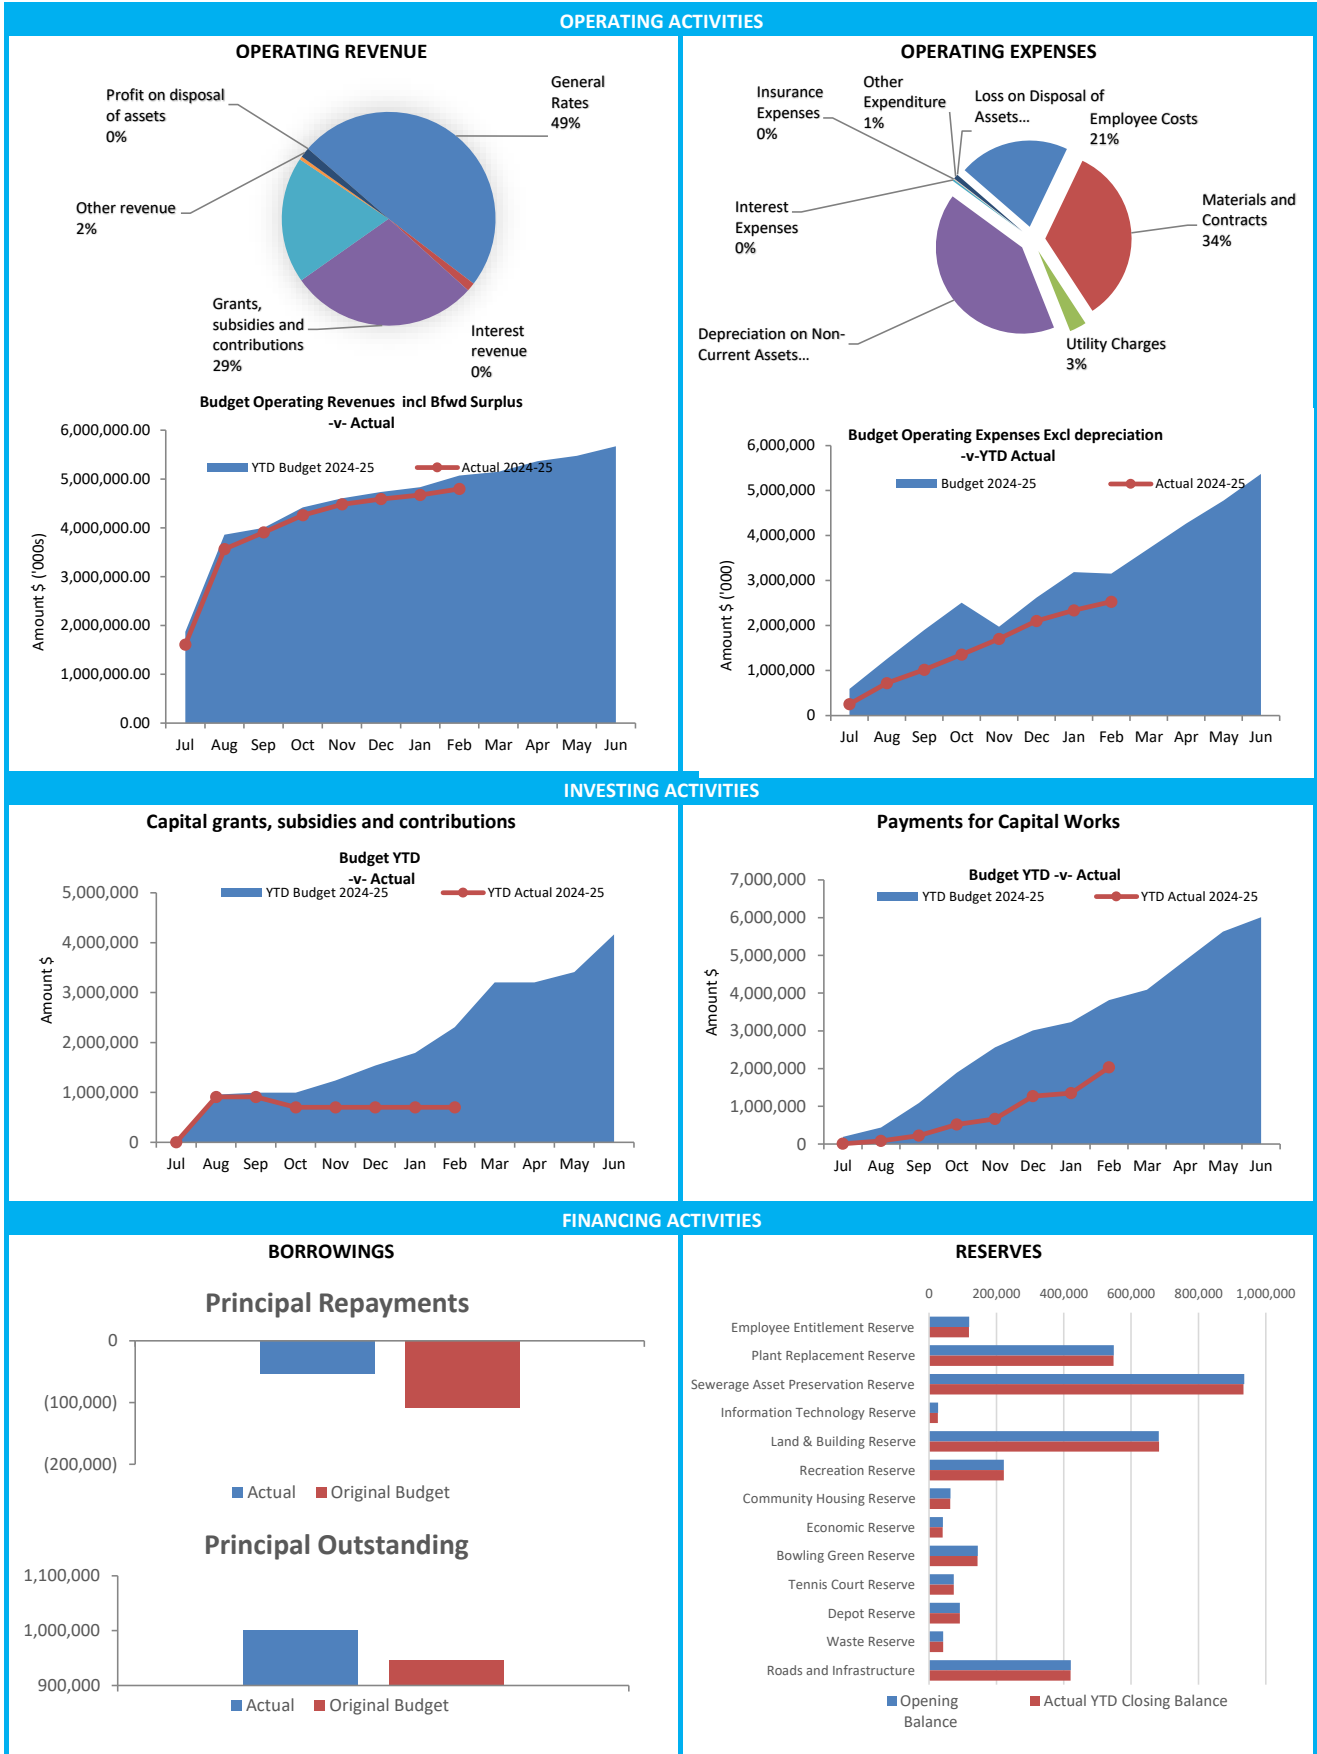 OPERATING ACTIVITIES
OPERATING REVENUE
Profit on disposal
of assets
0%
General
Rates
49%
Other revenue
2%
Grants,
subsidies and
contributions
29%
Interest
revenue
0%
Budget Operating Revenues incl Bfwd Surplus
-v- Actual
YTD Budget 2024-25
Actual 2024-25
Amount $ ('000s)
6,000,000.00
5,000,000.00
4,000,000.00
3,000,000.00
2,000,000.00
1,000,000.00
0.00
Jul Aug Sep Oct Nov Dec Jan Feb Mar Apr May Jun
OPERATING EXPENSES
Insurance
Expenses
0%
Other
Expenditure
1%
Loss on Disposal of
Assets…
Employee Costs
21%
Interest
Expenses
0%
Materials and
Contracts
34%
Depreciation on Non-
Current Assets…
Utility Charges
3%
Budget Operating Expenses Excl depreciation
-v-YTD Actual
Budget 2024-25
Actual 2024-25
Amount $ ('000)
6,000,000
5,000,000
4,000,000
3,000,000
2,000,000
1,000,000
0
Jul Aug Sep Oct Nov Dec Jan Feb Mar Apr May Jun
INVESTING ACTIVITIES
Capital grants, subsidies and contributions
Budget YTD
-v- Actual
YTD Budget 2024-25
YTD Actual 2024-25
Amount $
5,000,000
4,000,000
3,000,000
2,000,000
1,000,000
0
Jul Aug Sep Oct Nov Dec Jan Feb Mar Apr May Jun
Payments for Capital Works
Budget YTD -v- Actual
YTD Budget 2024-25
YTD Actual 2024-25
Amount $
7,000,000
6,000,000
5,000,000
4,000,000
3,000,000
2,000,000
1,000,000
0
Jul Aug Sep Oct Nov Dec Jan Feb Mar Apr May Jun
FINANCING ACTIVITIES
BORROWINGS
Principal Repayments
0
(100,000)
(200,000)
Actual
Original Budget
Principal Outstanding
1,100,000
1,000,000
900,000
Actual
Original Budget
RESERVES
0 200,000 400,000 600,000 800,000 1,000,000
Employee Entitlement Reserve
Plant Replacement Reserve
Sewerage Asset Preservation Reserve
Information Technology Reserve
Land & Building Reserve
Recreation Reserve
Community Housing Reserve
Economic Reserve
Bowling Green Reserve
Tennis Court Reserve
Depot Reserve
Waste Reserve
Roads and Infrastructure
Opening
Balance
Actual YTD Closing Balance